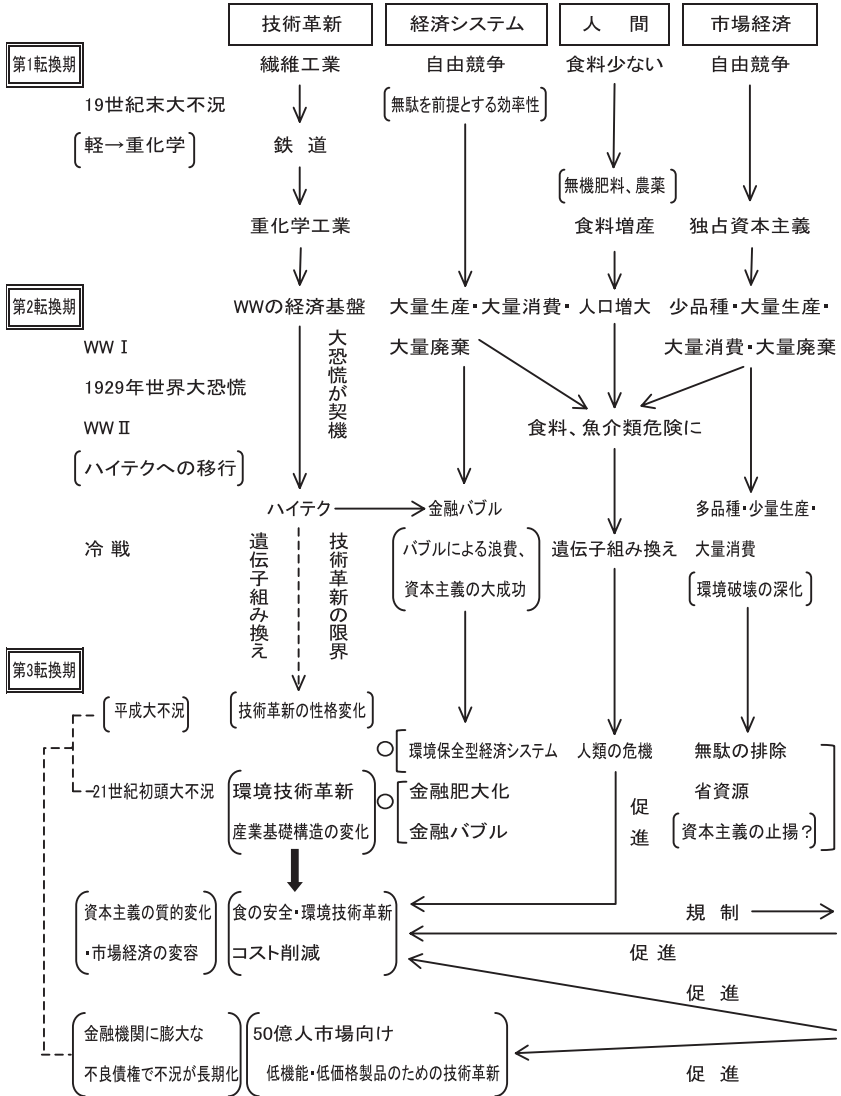 技術革新 経済システム 人　間 市場経済
第1転換期 繊維工業 自由競争 食料少ない 自由競争
19世紀末大不況 無駄を前提とする効率性
軽→重化学 鉄　道
無機肥料、農薬
重化学工業 食料増産 独占資本主義
第2転換期 WWの経済基盤 大量生産・大量消費・ 人口増大 少品種・大量生産・
WWⅠ 大量廃棄 大量消費・大量廃棄
大恐慌が契機
1929年世界大恐慌
WWⅡ 食料、魚介類危険に
ハイテクへの移行
ハイテク 金融バブル 多品種・少量生産・
冷 戦 バブルによる浪費、 遺伝子組み換え 大量消費
遺伝子組み換え
技術革新の限界
資本主義の大成功 環境破壊の深化
第3転換期
平成大不況 技術革新の性格変化
○ 環境保全型経済システム 人類の危機 無駄の排除
21世紀初頭大不況 環境技術革新 ○ 金融肥大化 省資源
促進
産業基礎構造の変化 金融バブル 資本主義の止揚？
資本主義の質的変化 食の安全・環境技術革新 規 制
・市場経済の変容 コスト削減 促 進
促 進
金融機関に膨大な 50億人市場向け
不良債権で不況が長期化 低機能・低価格製品のための技術革新 促 進